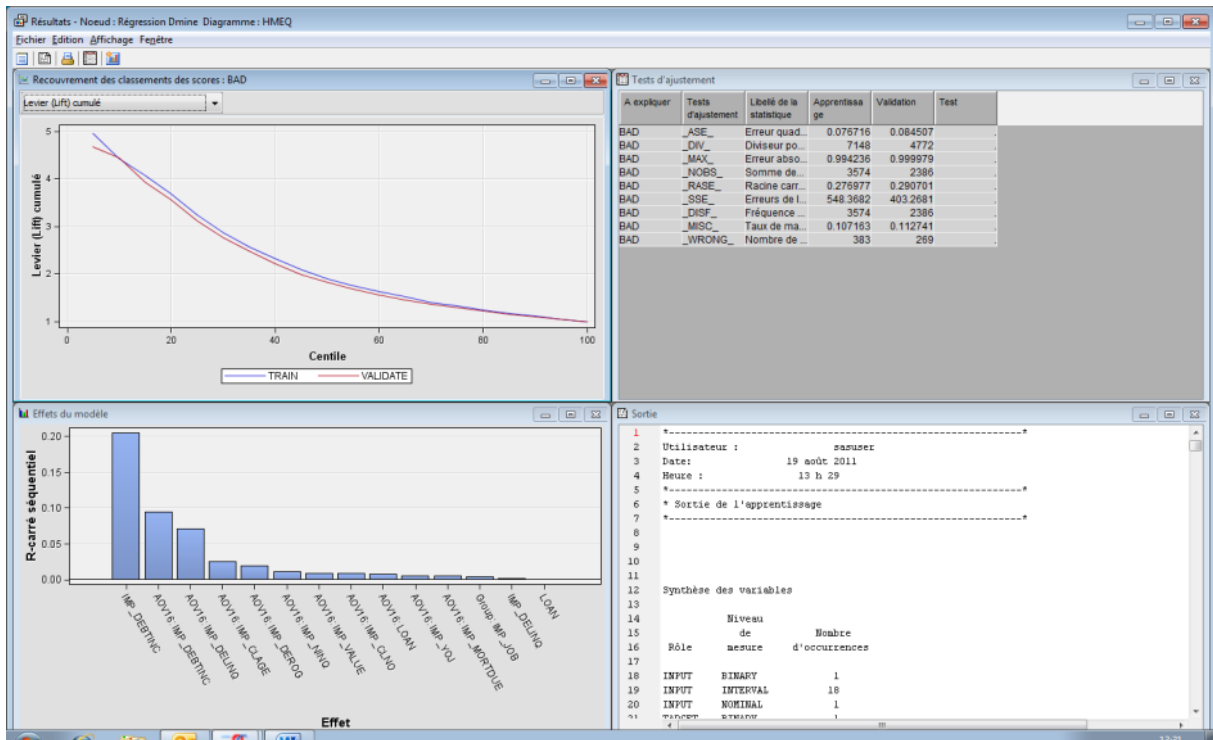 Résultats - Noeud : Régression Dmine Diagramme : HMEQ
Fichier Edition Affichage Fenêtre
Recouvrement des classements des scores : BAD
Levier (Lift) cumulé
Levier (Lift) cumulé
5
4
3
2
1
0 20 40 60 80 100
Centile
TRAIN VALIDATE
Tests d'ajustement
A expliquer Tests d'ajustement Libellé de la statistique Apprentissa ge Validation Test
BAD _ASE_ Erreur quad... 0.076716 0.084507 .
BAD _DIV_ Diviseur po... 7148 4772 .
BAD _MAX_ Erreur abso... 0.994236 0.999979 .
BAD _NOBS_ Somme de... 3574 2386 .
BAD _RASE_ Racine carr... 0.276977 0.290701 .
BAD _SSE_ Erreurs de l... 548.3682 403.2681 .
BAD _DISF_ Fréquence ... 3574 2386 .
BAD _MISC_ Taux de ma... 0.107163 0.112741 .
BAD _WRONG_ Nombre de ... 383 269 .
Effets du modèle
R-carré séquentiel
0.20
0.15
0.10
0.05
0.00
IMP_DEBTINC
AOV16: IMP_DEBTINC
AOV16: IMP_DELINQ
AOV16: IMP_CLAGE
AOV16: IMP_DEROG
AOV16: IMP_NINQ
AOV16: IMP_VALUE
AOV16: IMP_CLNO
AOV16: LOAN
AOV16: IMP_YOJ
AOV16: IMP_MORTDUE
Group: IMP_JOB
IMP_DELINQ
LOAN
Effet
Sortie
1 *------------------------------------------------------------*
2 Utilisateur : sasuser
3 Date: 19 août 2011
4 Heure : 13 h 29
5 *------------------------------------------------------------*
6 * Sortie de l'apprentissage
7 *------------------------------------------------------------*
8
9
10
11
12 Synthèse des variables
13
14 Niveau
15 de Nombre
16 Rôle mesure d'occurrences
17
18 INPUT BINARY 1
19 INPUT INTERVAL 18
20 INPUT NOMINAL 1
21 TARGET BINARY 1